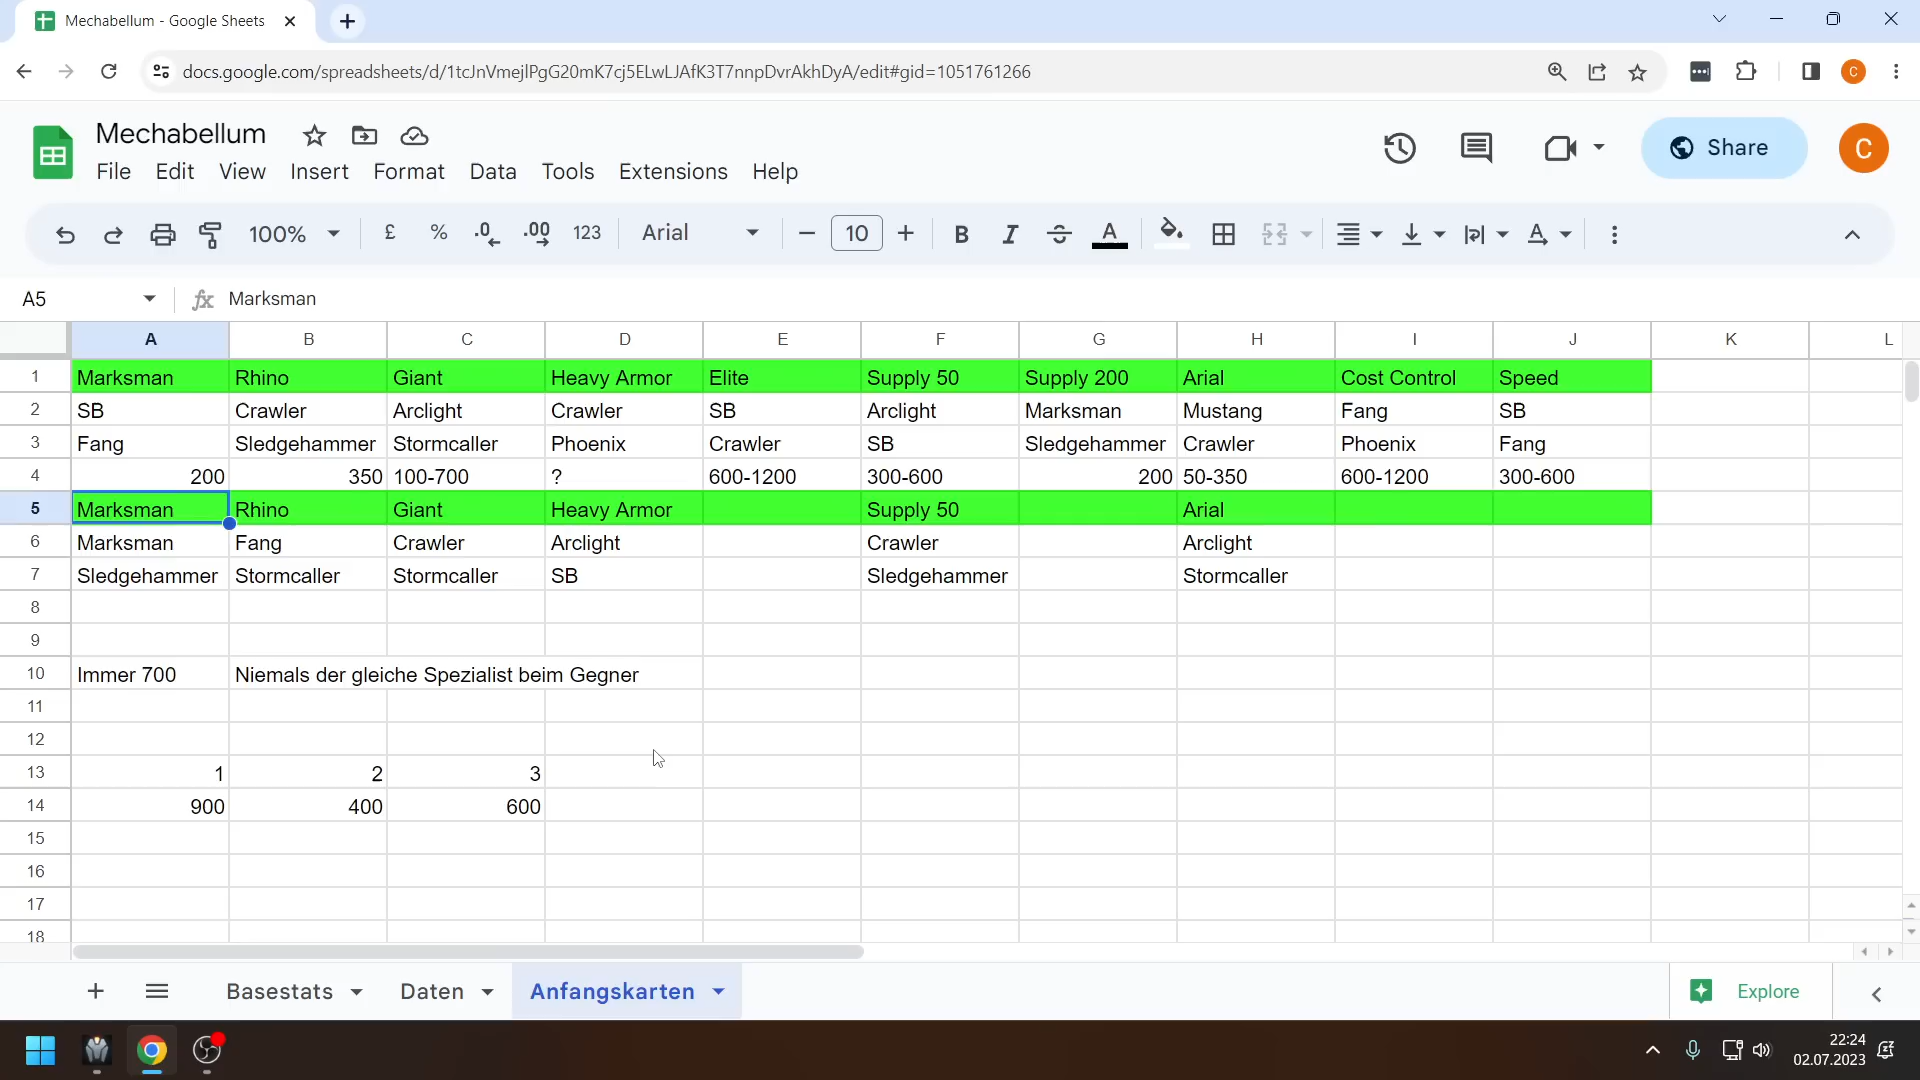 Mechabellum - Google Sheets
docs.google.com/spreadsheets/d/1tcJnVmejlPgG20mK7cj5ELwLJAfK3T7nnpDvrAkhDyA/edit#gid=1051761266
C
Mechabellum
File Edit View Insert Format Data Tools Extensions Help
Share
C
100% £ % .0 .00 123 Arial 10 B I A
A5 fx Marksman
A B C D E F G H I J K L
1 Marksman Rhino Giant Heavy Armor Elite Supply 50 Supply 200 Arial Cost Control Speed
2 SB Crawler Arclight Crawler SB Arclight Marksman Mustang Fang SB
3 Fang Sledgehammer Stormcaller Phoenix Crawler SB Sledgehammer Crawler Phoenix Fang
4 200 350 100-700 ? 600-1200 300-600 200 50-350 600-1200 300-600
5 Marksman Rhino Giant Heavy Armor Supply 50 Arial
6 Marksman Fang Crawler Arclight Crawler Arclight
7 Sledgehammer Stormcaller Stormcaller SB Sledgehammer Stormcaller
8
9
10 Immer 700 Niemals der gleiche Spezialist beim Gegner
11
12
13 1 2 3
14 900 400 600
15
16
17
18
Basestats Daten Anfangskarten Explore
22:24
02.07.2023